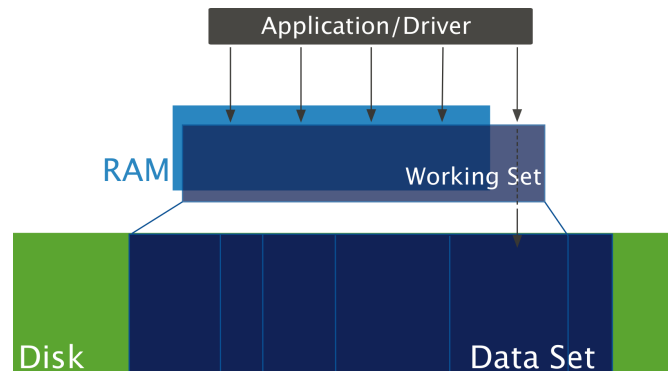 Application/Driver
RAM
Working Set
Disk
Data Set